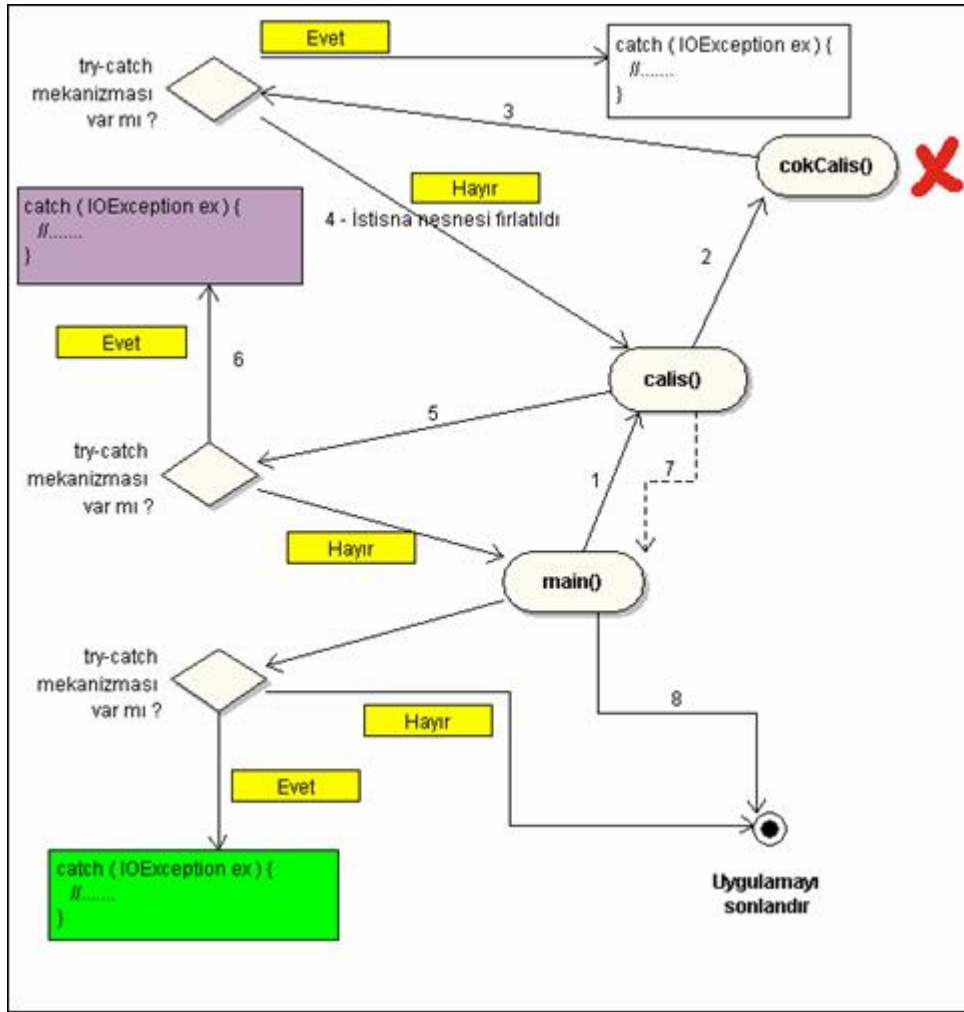 Evet
catch ( IOException ex ) {
//.......
}
try-catch
mekanizması
var mı ?
3
cokCalis()
Hayır
4 - İstisna nesnesi fırlatıldı
catch ( IOException ex ) {
//.......
}
2
Evet
6
calis()
5
try-catch
mekanizması
var mı ?
7
1
Hayır
main()
try-catch
mekanizması
var mı ?
8
Hayır
Evet
catch ( IOException ex ) {
//.......
}
Uygulamayı
sonlandır